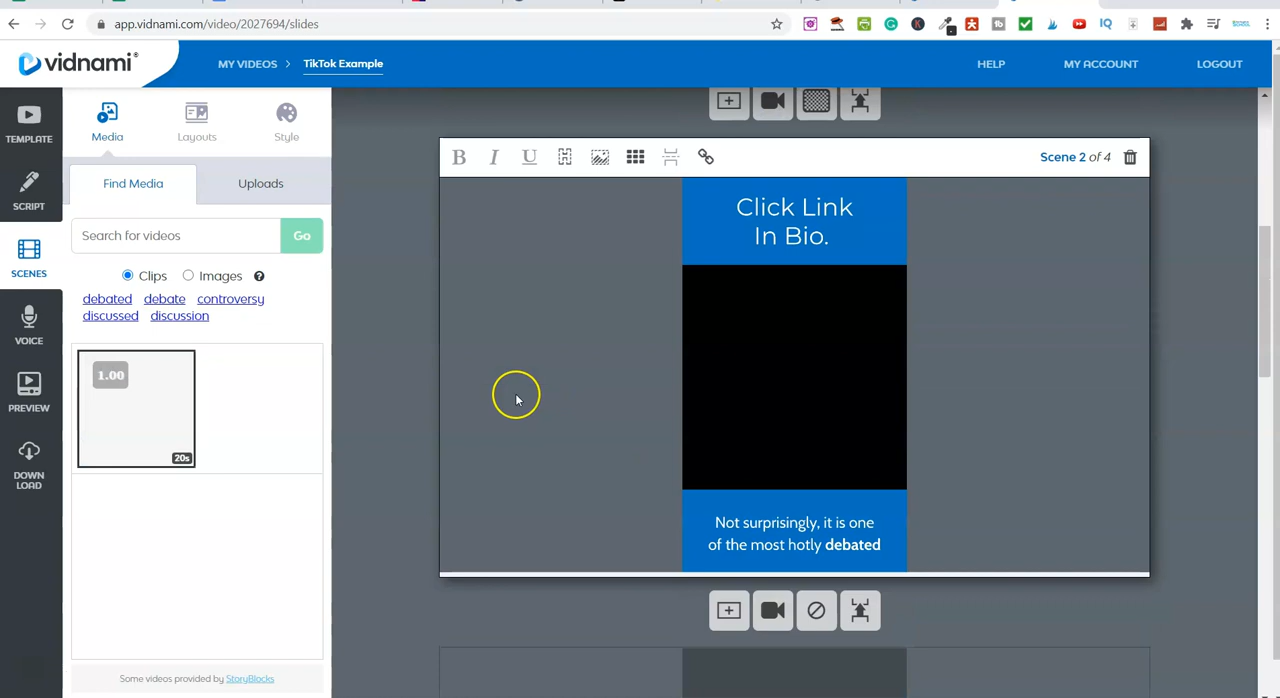 app.vidnami.com/video/2027694/slides
vidnami
MY VIDEOS > TikTok Example
HELP
MY ACCOUNT
LOGOUT
TEMPLATE
SCRIPT
SCENES
VOICE
PREVIEW
DOWN
LOAD
Media
Layouts
Style
Find Media
Uploads
Search for videos
Go
Clips
Images
debated debate controversy
discussed discussion
1.00
20s
Some videos provided by StoryBlocks
B I U
Scene 2 of 4
Click Link
In Bio.
Not surprisingly, it is one
of the most hotly debated